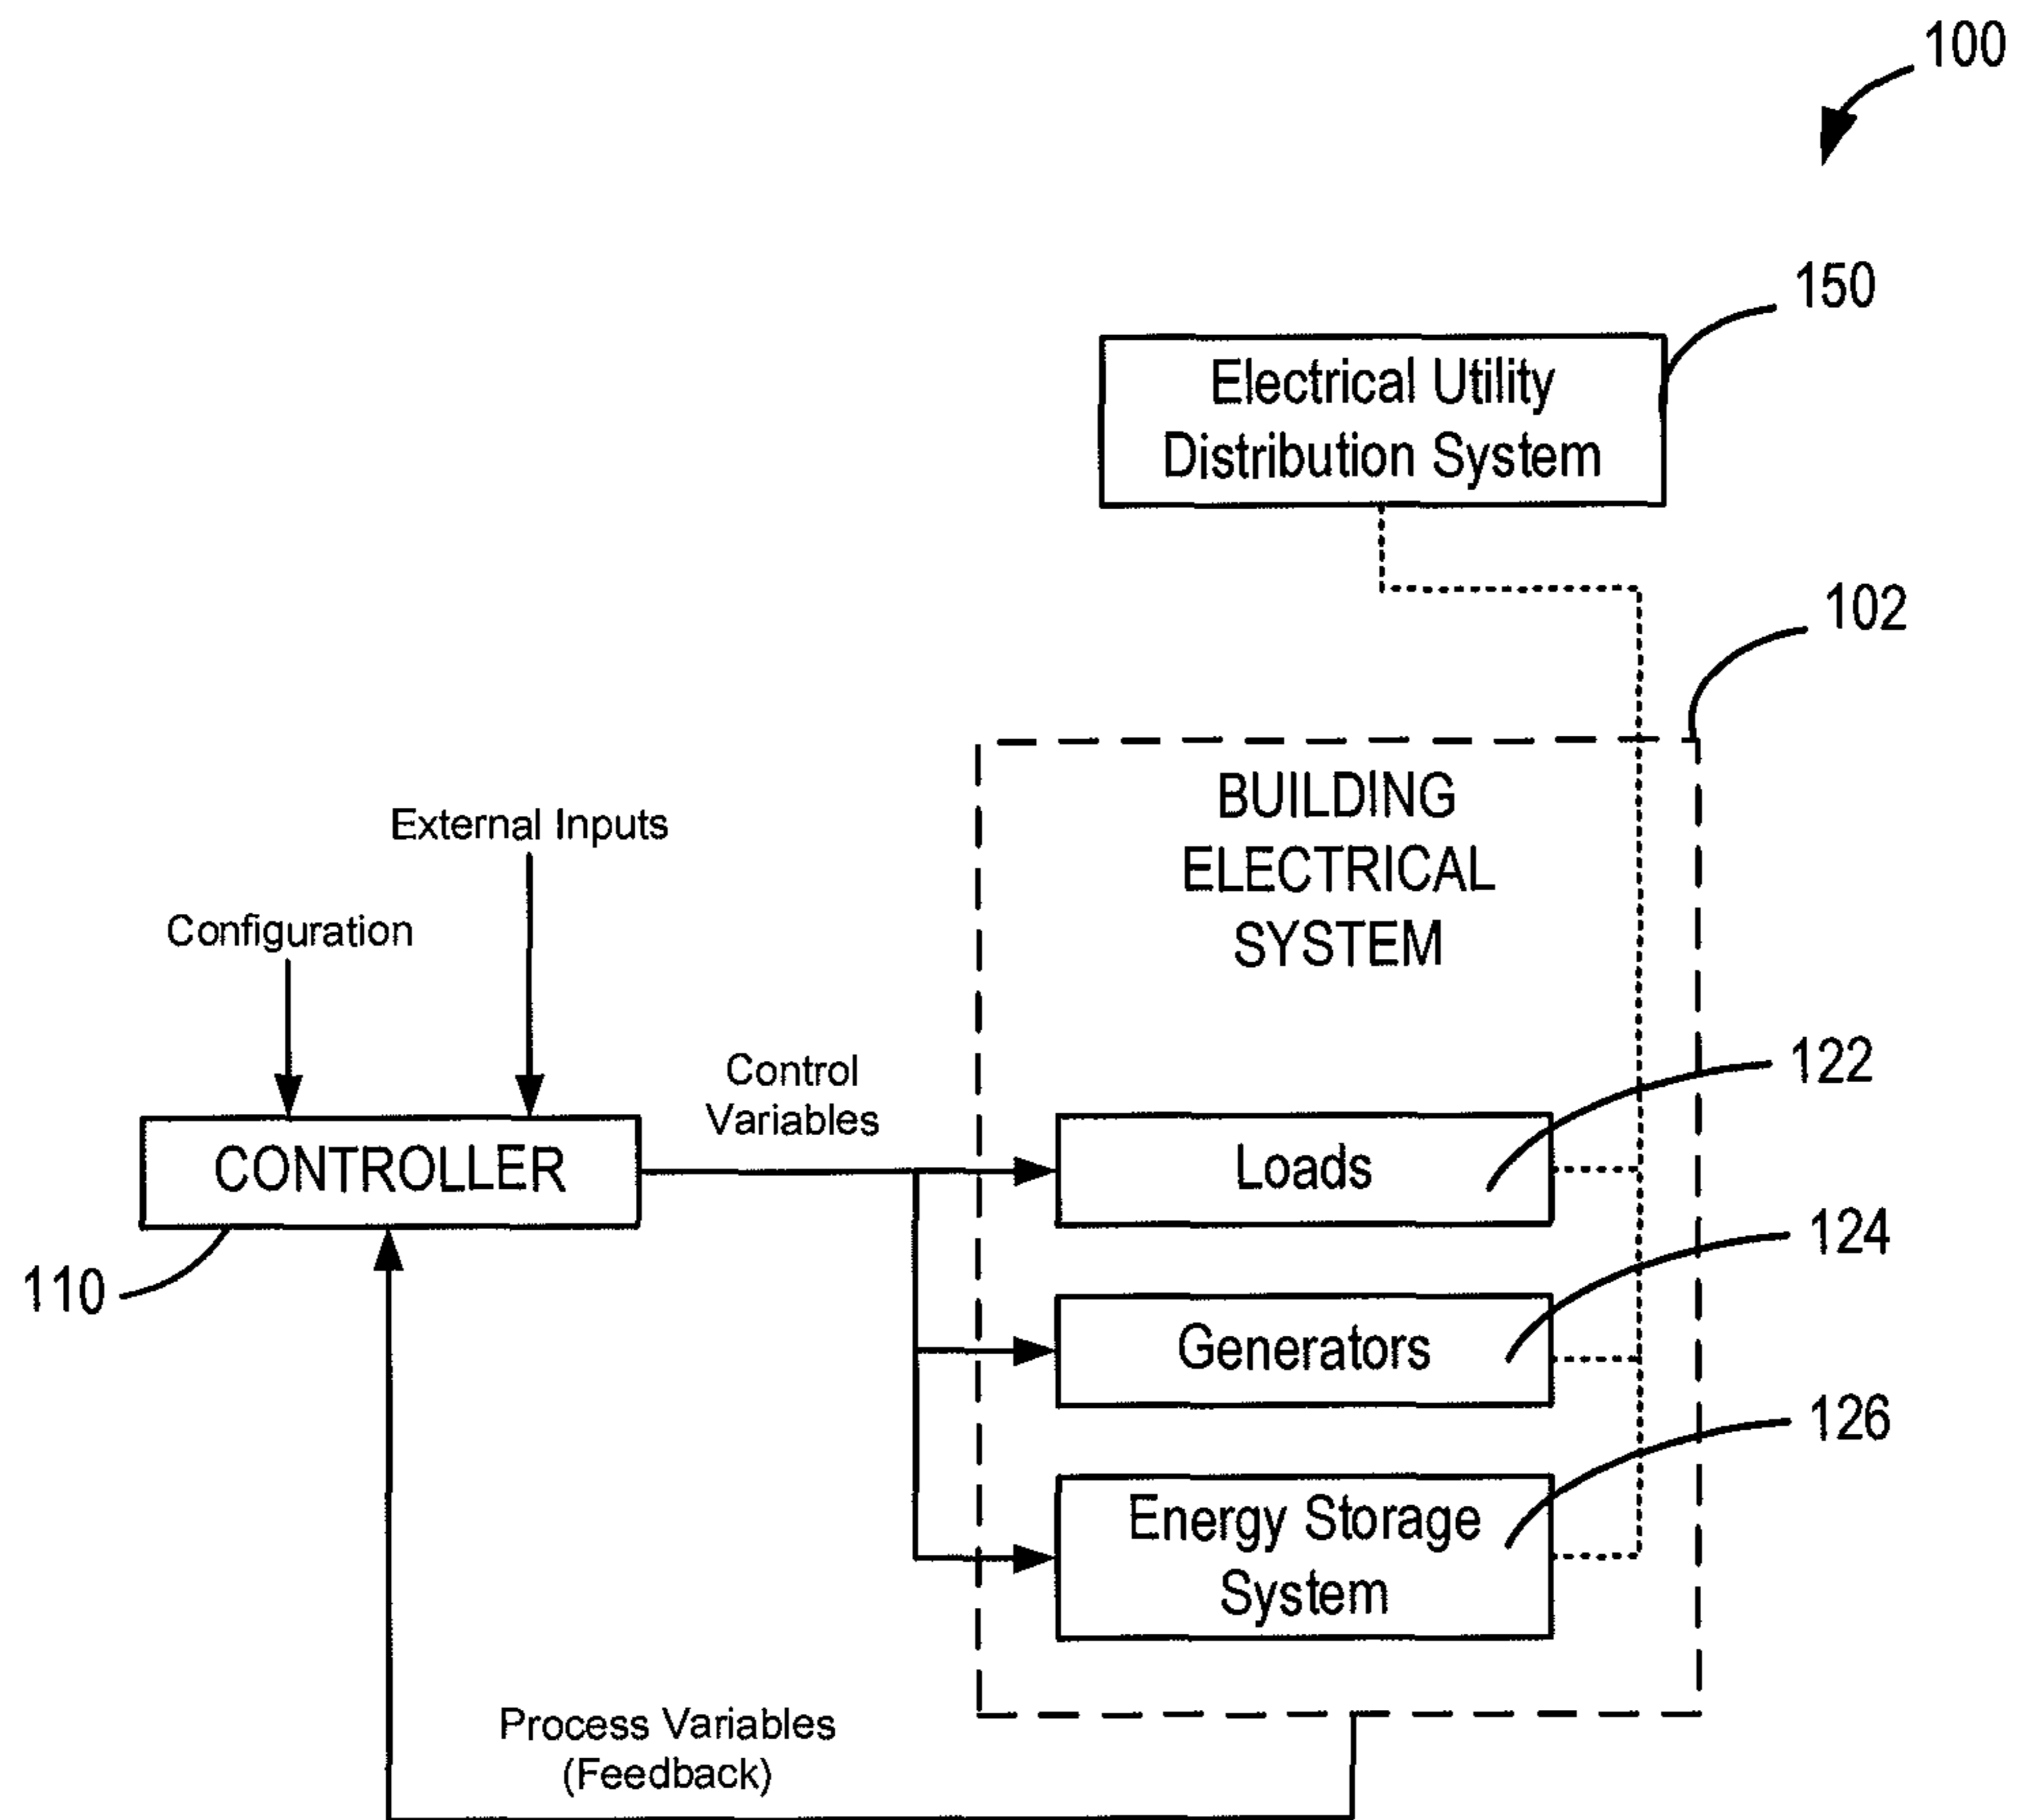 100
150
Electrical Utility
Distribution System
102
BUILDING
ELECTRICAL
SYSTEM
External Inputs
Configuration
Control
Variables
122
CONTROLLER
Loads
124
110
Generators
126
Energy Storage
System
Process Variables
(Feedback)